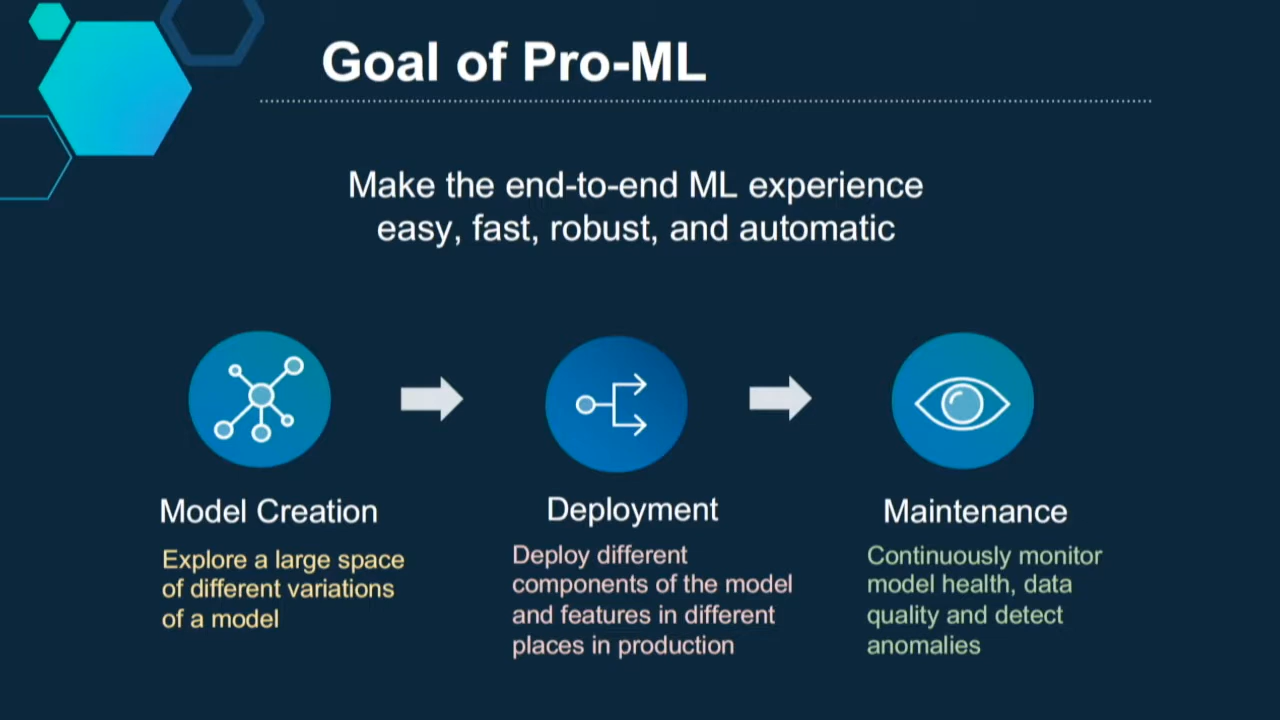 Goal of Pro-ML
Make the end-to-end ML experience
easy, fast, robust, and automatic
Model Creation
Explore a large space
of different variations
of a model
Deployment
Deploy different
components of the model
and features in different
places in production
Maintenance
Continuously monitor
model health, data
quality and detect
anomalies